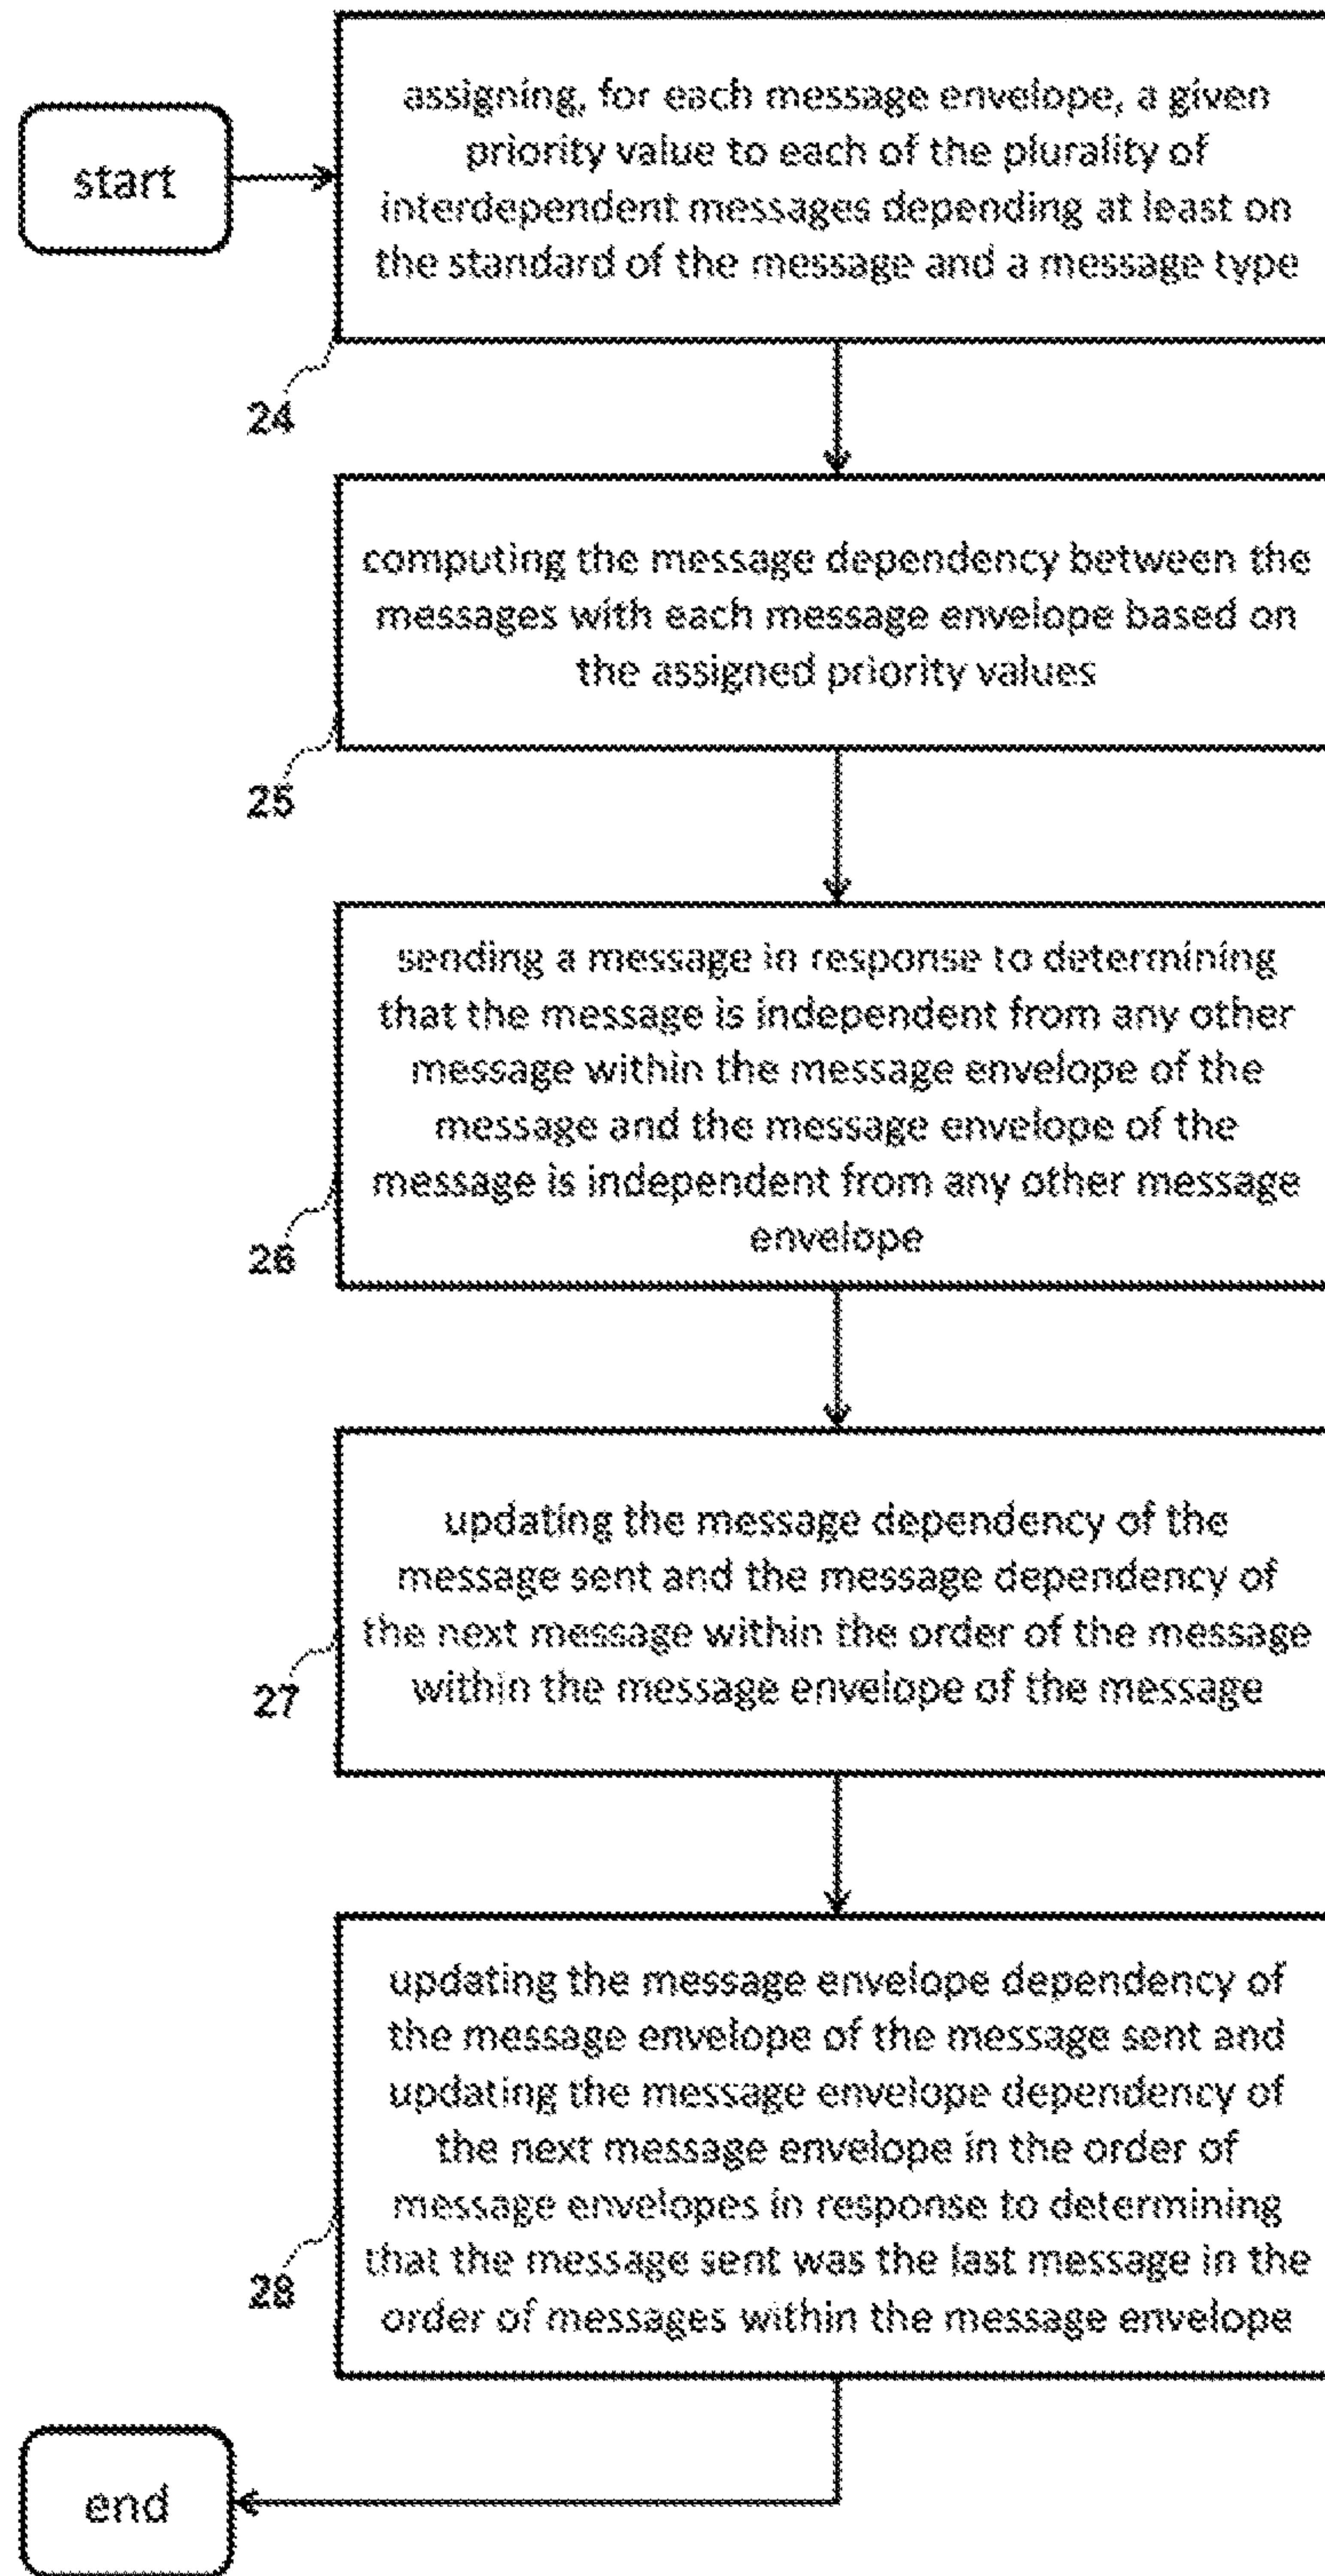 start
assigning, for each message envelope, a given
priority value to each of the plurality of
interdependent messages depending at least on
the standard of the message and a message type
24
computing the message dependency between the
messages with each message envelope based on
the assigned priority values
25
sending a message in response to determining
that the message is independent from any other
message within the message envelope of the
message and the message envelope of the
message is independent from any other message
envelope
26
updating the message dependency of the
message sent and the message dependency of
the next message within the order of the message
within the message envelope of the message
27
updating the message envelope dependency of
the message envelope of the message sent and
updating the message envelope dependency of
the next message envelope in the order of
message envelopes in response to determining
that the message sent was the last message in the
order of messages within the message envelope
28
end